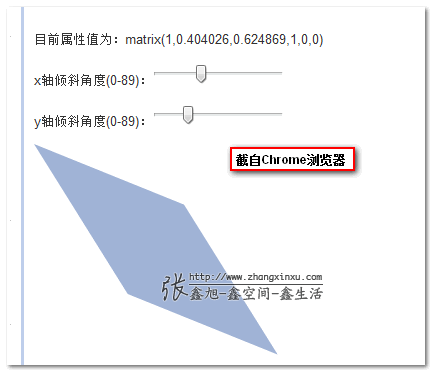 目前属性值为：matrix(1,0.404026,0.624869,1,0,0)
x轴倾斜角度(0-89)：
y轴倾斜角度(0-89)：
截自Chrome浏览器
http://www.zhangxinxu.com
张鑫旭-鑫空间-鑫生活